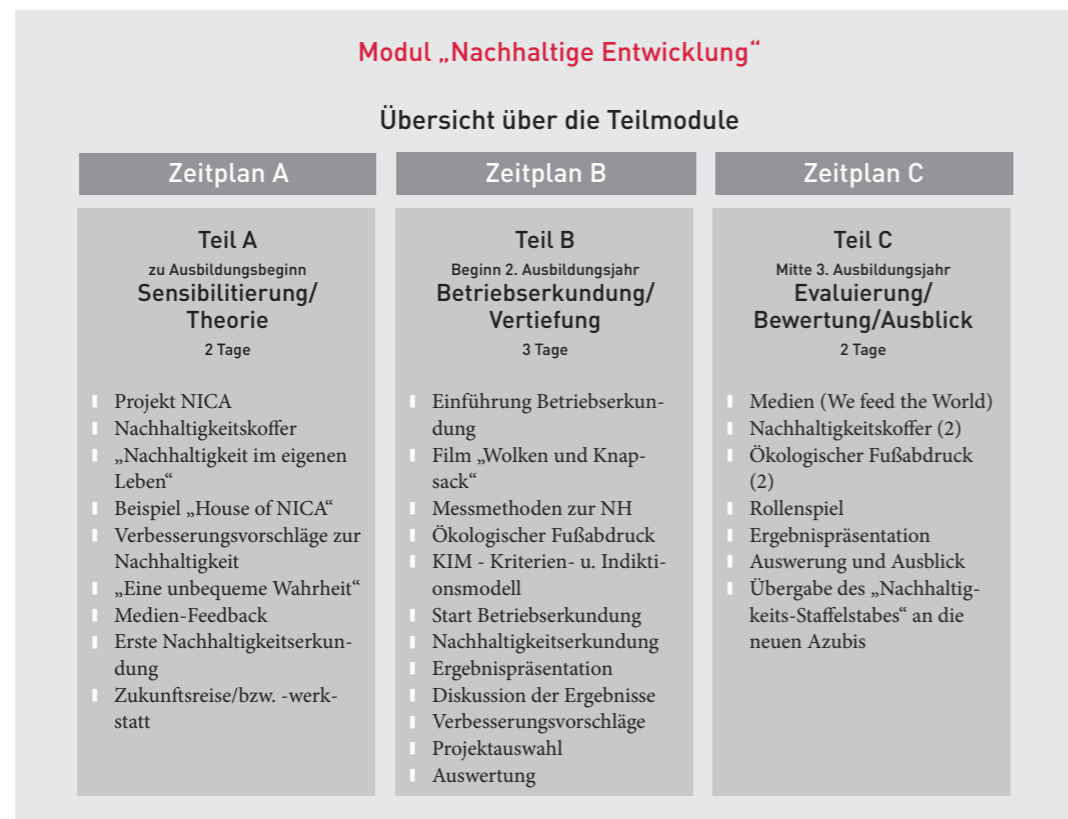 Modul „Nachhaltige Entwicklung“
Übersicht über die Teilmodule
Zeitplan A
Teil A
zu Ausbildungsbeginn
Sensibilitierung/
Theorie
2 Tage
Projekt NICA
Nachhaltigkeitskoffer
„Nachhaltigkeit im eigenen
Leben“
Beispiel „House of NICA“
Verbesserungsvorschläge zur
Nachhaltigkeit
„Eine unbequeme Wahrheit“
Medien-Feedback
Erste Nachhaltigkeitserkun-
dung
Zukunftsreise/bzw. -werk-
statt
Zeitplan B
Teil B
Beginn 2. Ausbildungsjahr
Betriebserkundung/
Vertiefung
3 Tage
Einführung Betriebserkun-
dung
Film „Wolken und Knap-
sack“
Messmethoden zur NH
Ökologischer Fußabdruck
KIM - Kriterien- u. Indikti-
onsmodell
Start Betriebserkundung
Nachhaltigkeitserkundung
Ergebnispräsentation
Diskussion der Ergebnisse
Verbesserungsvorschläge
Projektauswahl
Auswertung
Zeitplan C
Teil C
Mitte 3. Ausbildungsjahr
Evaluierung/
Bewertung/Ausblick
2 Tage
Medien (We feed the World)
Nachhaltigkeitskoffer (2)
Ökologischer Fußabdruck
(2)
Rollenspiel
Ergebnispräsentation
Auswerung und Ausblick
Übergabe des „Nachhaltig-
keits-Staffelstabes“ an die
neuen Azubis